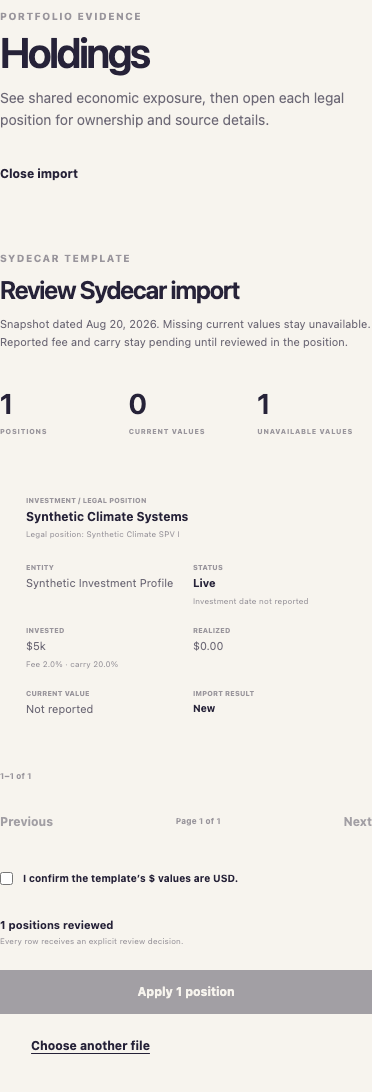 PORTFOLIO EVIDENCE
Holdings
See shared economic exposure, then open each legal
position for ownership and source details.
Close import
SYDECAR TEMPLATE
Review Sydecar import
Snapshot dated Aug 20, 2026. Missing current values stay unavailable.
Reported fee and carry stay pending until reviewed in the position.
1 0 1
POSITIONS CURRENT VALUES UNAVAILABLE VALUES
INVESTMENT / LEGAL POSITION
Synthetic Climate Systems
Legal position: Synthetic Climate SPV I
ENTITY STATUS
Synthetic Investment Profile Live
Investment date not reported
INVESTED REALIZED
$5k $0.00
Fee 2.0% · carry 20.0%
CURRENT VALUE IMPORT RESULT
Not reported New
1–1 of 1
Previous Page 1 of 1 Next
I confirm the template's $ values are USD.
1 positions reviewed
Every row receives an explicit review decision.
Apply 1 position
Choose another file